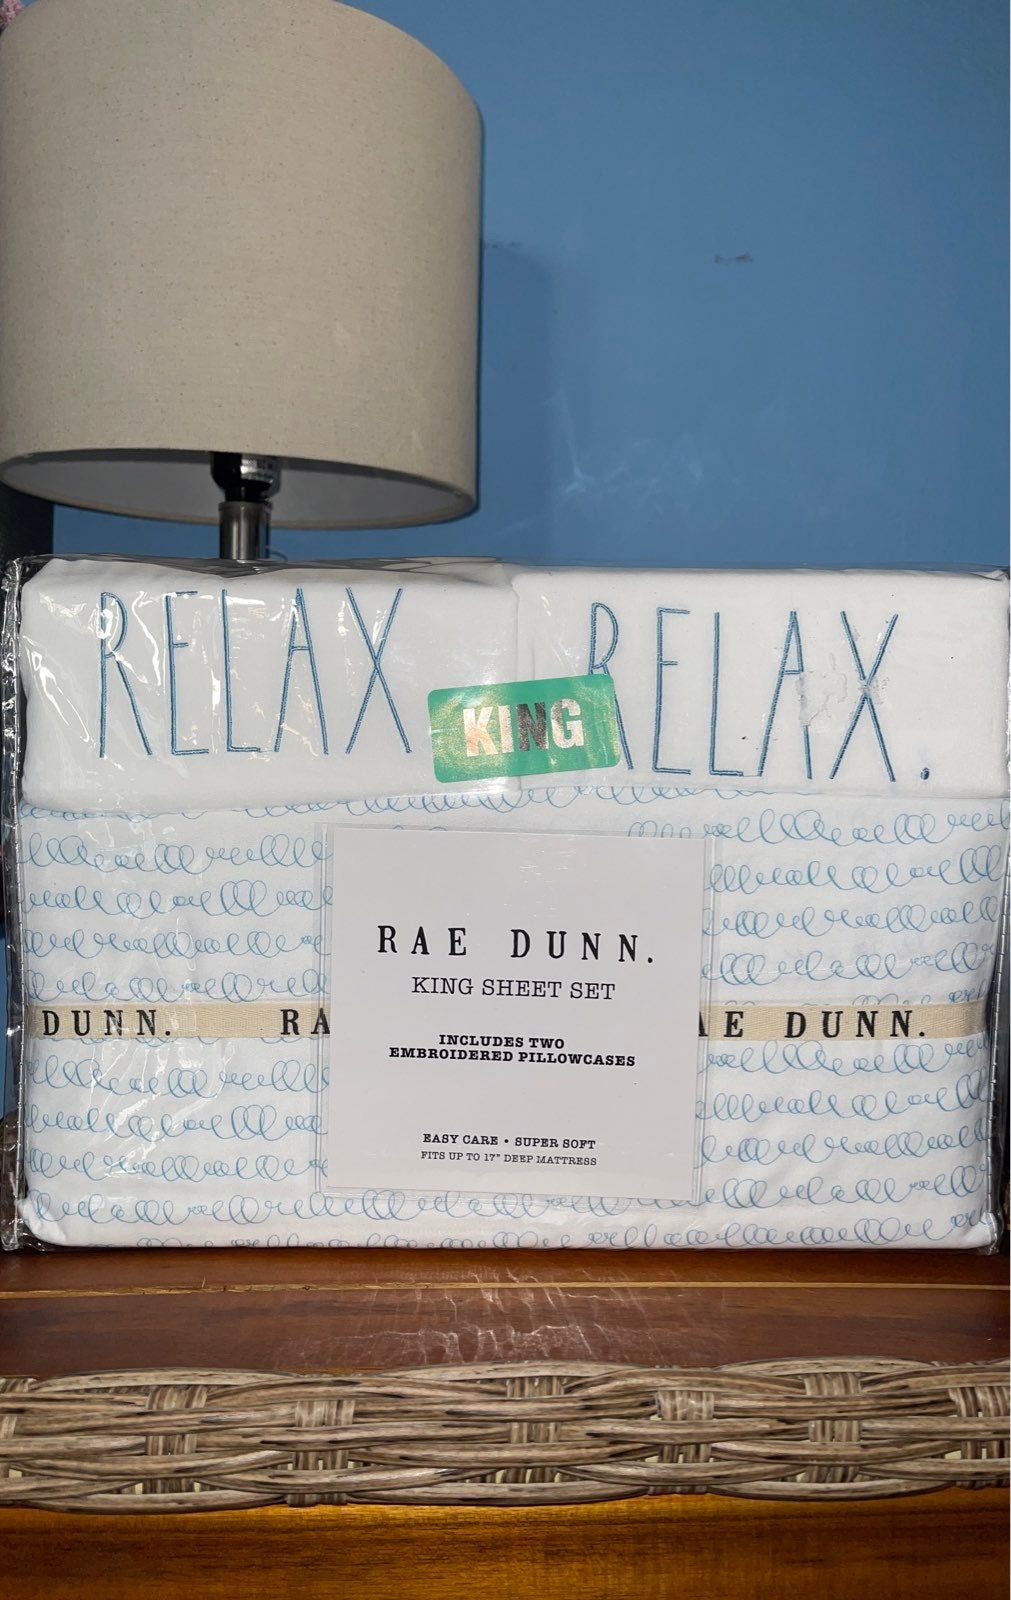 RELAX RELAX.
KING
RAE DUNN.
KING SHEET SET
DUNN. RA AE DUNN.
INCLUDES TWO
EMBROIDERED PILLOWCASES
EASY CARE • SUPER SOFT
FITS UP TO 17" DEEP MATTRESS